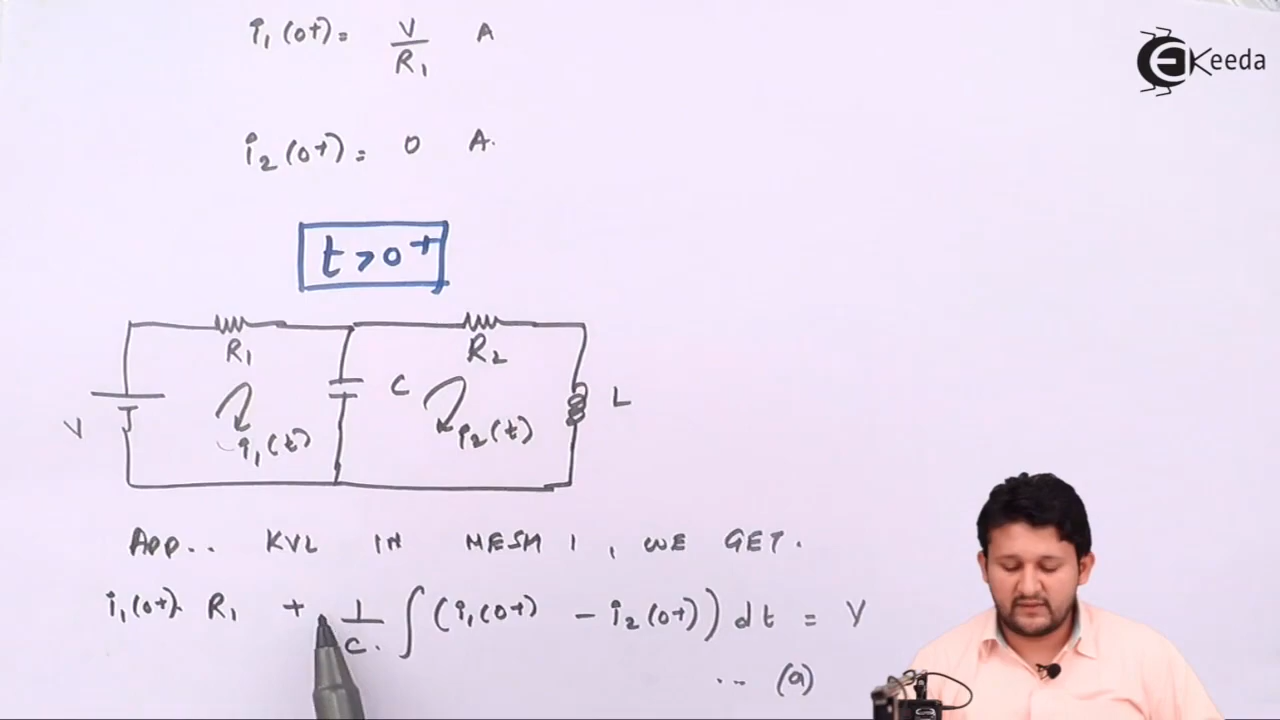 i₁(0+) = V/R₁ A
EKeeda
i₂(0+) = 0 A.
t > 0⁺
R₁
R₂
C
L
V
i₁(t)
i₂(t)
APP.. KVL IN MESH 1, WE GET.
i₁(0+). R₁ + 1/C. ∫(i₁(0+) - i₂(0+)) dt = V
... (a)